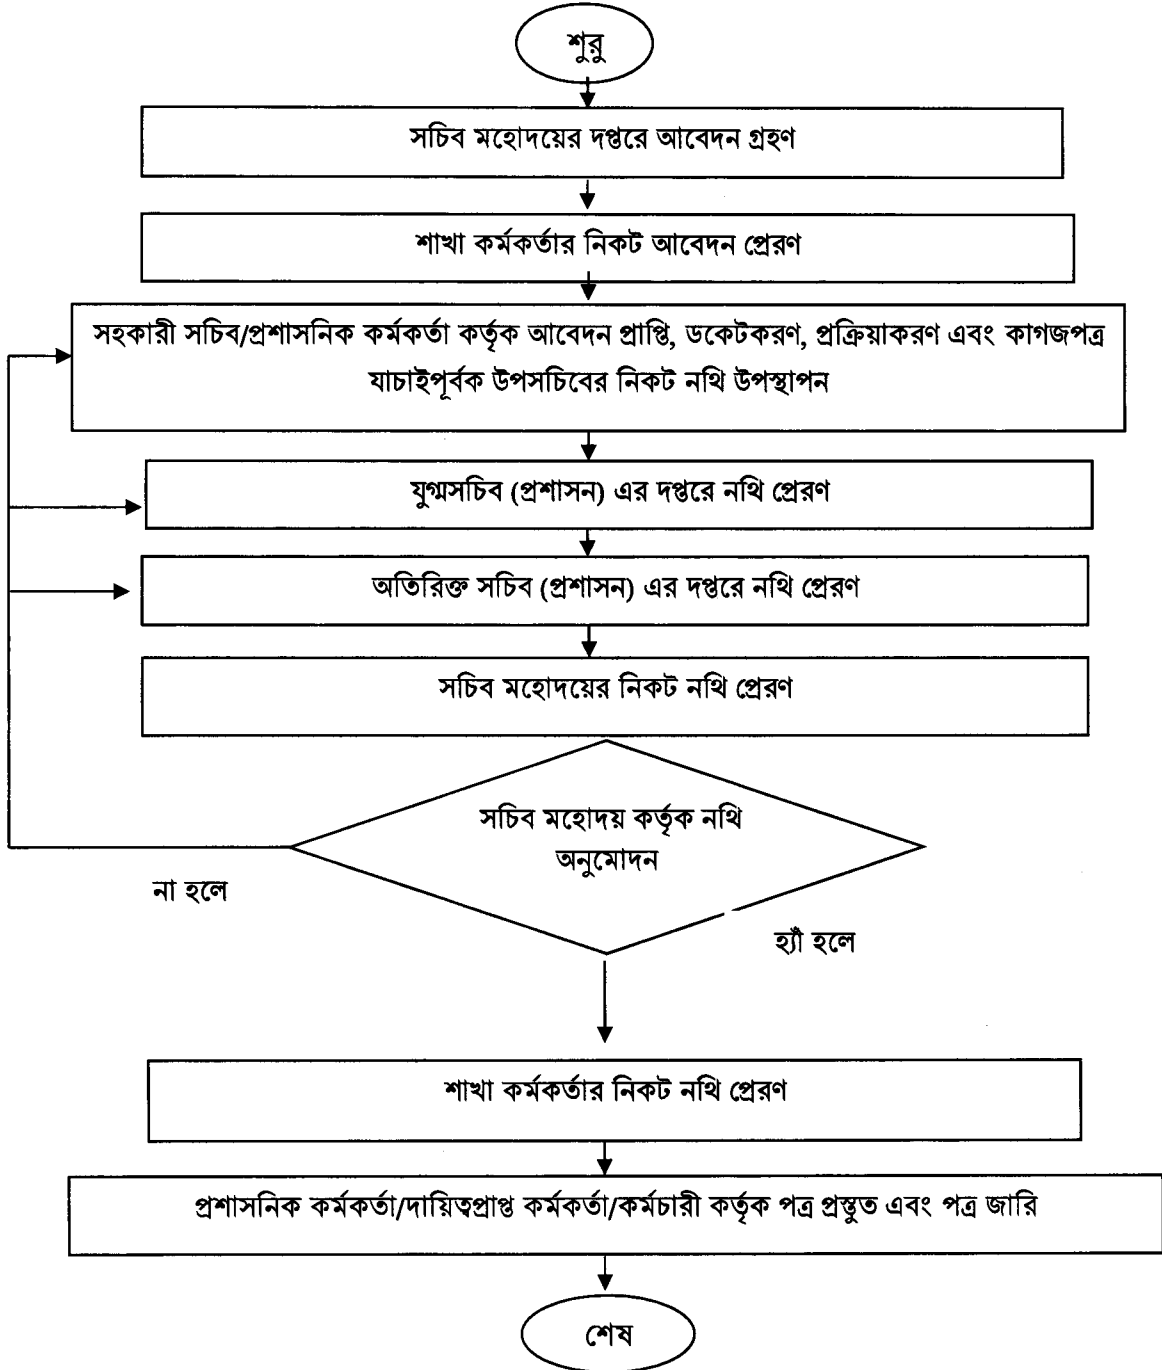 শুরু
সচিব মহোদয়ের দপ্তরে আবেদন গ্রহণ
শাখা কর্মকর্তার নিকট আবেদন প্রেরণ
সহকারী সচিব/প্রশাসনিক কর্মকর্তা কর্তৃক আবেদন প্রাপ্তি, ডকেটকরণ, প্রক্রিয়াকরণ এবং কাগজপত্র
যাচাইপূর্বক উপসচিবের নিকট নথি উপস্থাপন
যুগ্মসচিব (প্রশাসন) এর দপ্তরে নথি প্রেরণ
অতিরিক্ত সচিব (প্রশাসন) এর দপ্তরে নথি প্রেরণ
সচিব মহোদয়ের নিকট নথি প্রেরণ
সচিব মহোদয় কর্তৃক নথি
অনুমোদন
না হলে
হ্যাঁ হলে
শাখা কর্মকর্তার নিকট নথি প্রেরণ
প্রশাসনিক কর্মকর্তা/দায়িত্বপ্রাপ্ত কর্মকর্তা/কর্মচারী কর্তৃক পত্র প্রস্তুত এবং পত্র জারি
শেষ